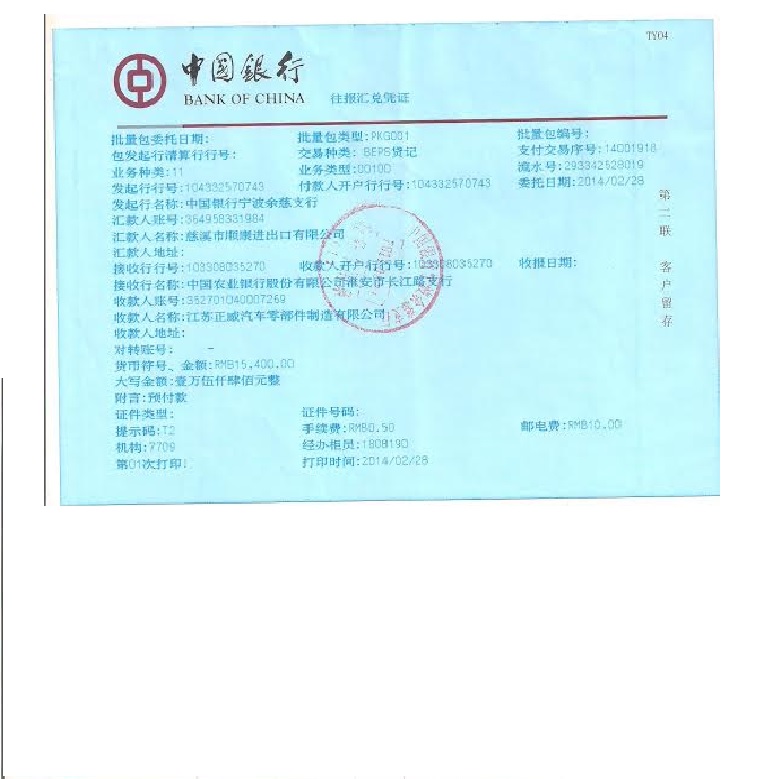 TY04
中国银行
BANK OF CHINA 往报汇兑凭证
批量包委托日期: 批量包类型:PKG001 批量包编号:
包发起行清算行行号: 交易种类: BEPS贷记 支付交易序号:14001918
业务种类:11 业务类型:00100 流水号:293342528019
发起行行号:104332570743 付款人开户行行号:104332570743 委托日期:2014/02/28
发起行名称:中国银行宁波余慈支行
汇款人账号:364958331984
汇款人名称:慈溪市顺康进出口有限公司
汇款人地址:
接收行行号:103308035270 收款人开户行行号:103308035270 收报日期:
接收行名称:中国农业银行股份有限公司淮安市长江路支行
收款人账号:352701040007269
收款人名称:江苏正威汽车零部件制造有限公司
收款人地址:
对转账号: -
货币符号、金额:RMB15,400.00
大写金额:壹万伍仟肆佰元整
附言:预付款
证件类型: 证件号码:
提示码:T2 手续费:RMB0.50 邮电费:RMB10.00
机构:7709 经办柜员:1808190
第01次打印! 打印时间:2014/02/28
第二联 客户留存